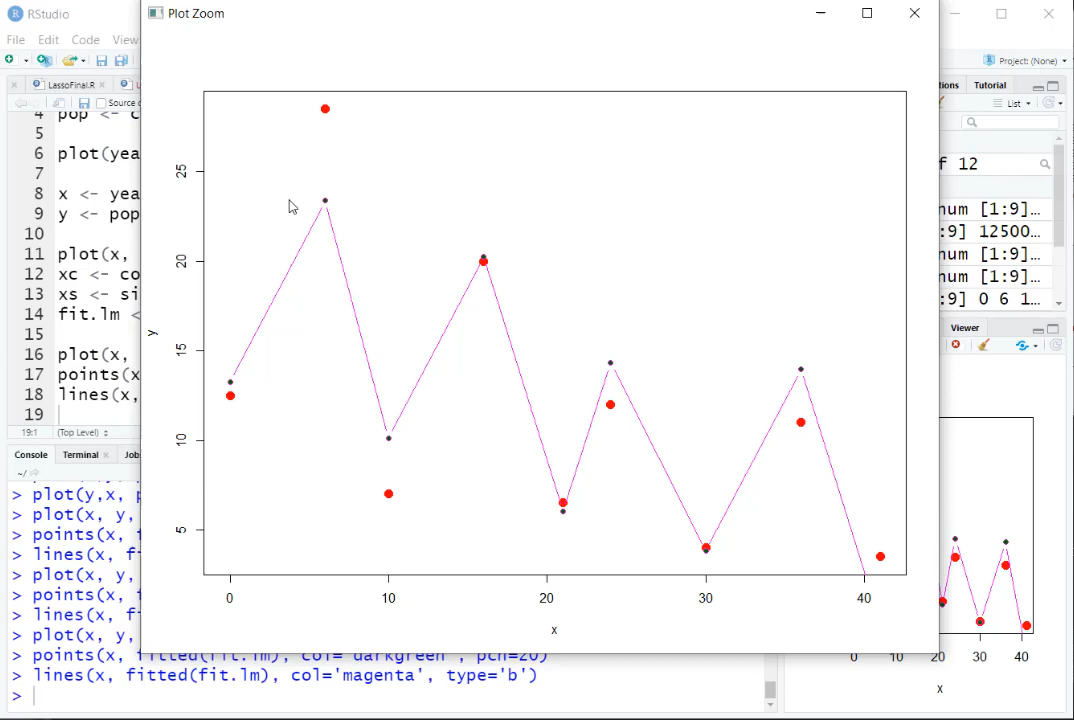 RStudio
Plot Zoom
File Edit Code View
Project: (None)
LassoFinal.R
Tutorial
Source
List
4 pop <-
5
6 plot(yea
7
8 x <- yea
9 y <- pop
10
11 plot(x,
12 xc <- co
13 xs <- si
14 fit.lm <
15
16 plot(x,
17 points(x
18 lines(x,
19
19:1 (Top Level)
Console Terminal Job
~/
f 12
num [1:9]…
:9] 12500…
num [1:9]…
num [1:9]…
:9] 0 6 1…
Viewer
25
20
15
10
5
y
0 10 20 30 40
x
> plot(y,x,
> plot(x, y,
> points(x,
> lines(x, fi
> plot(x, y,
> points(x,
> lines(x, fi
> plot(x, y,
> points(x, fitted(fit.lm), col='darkgreen', pch=20)
> lines(x, fitted(fit.lm), col='magenta', type='b')
>
0 10 20 30 40
x